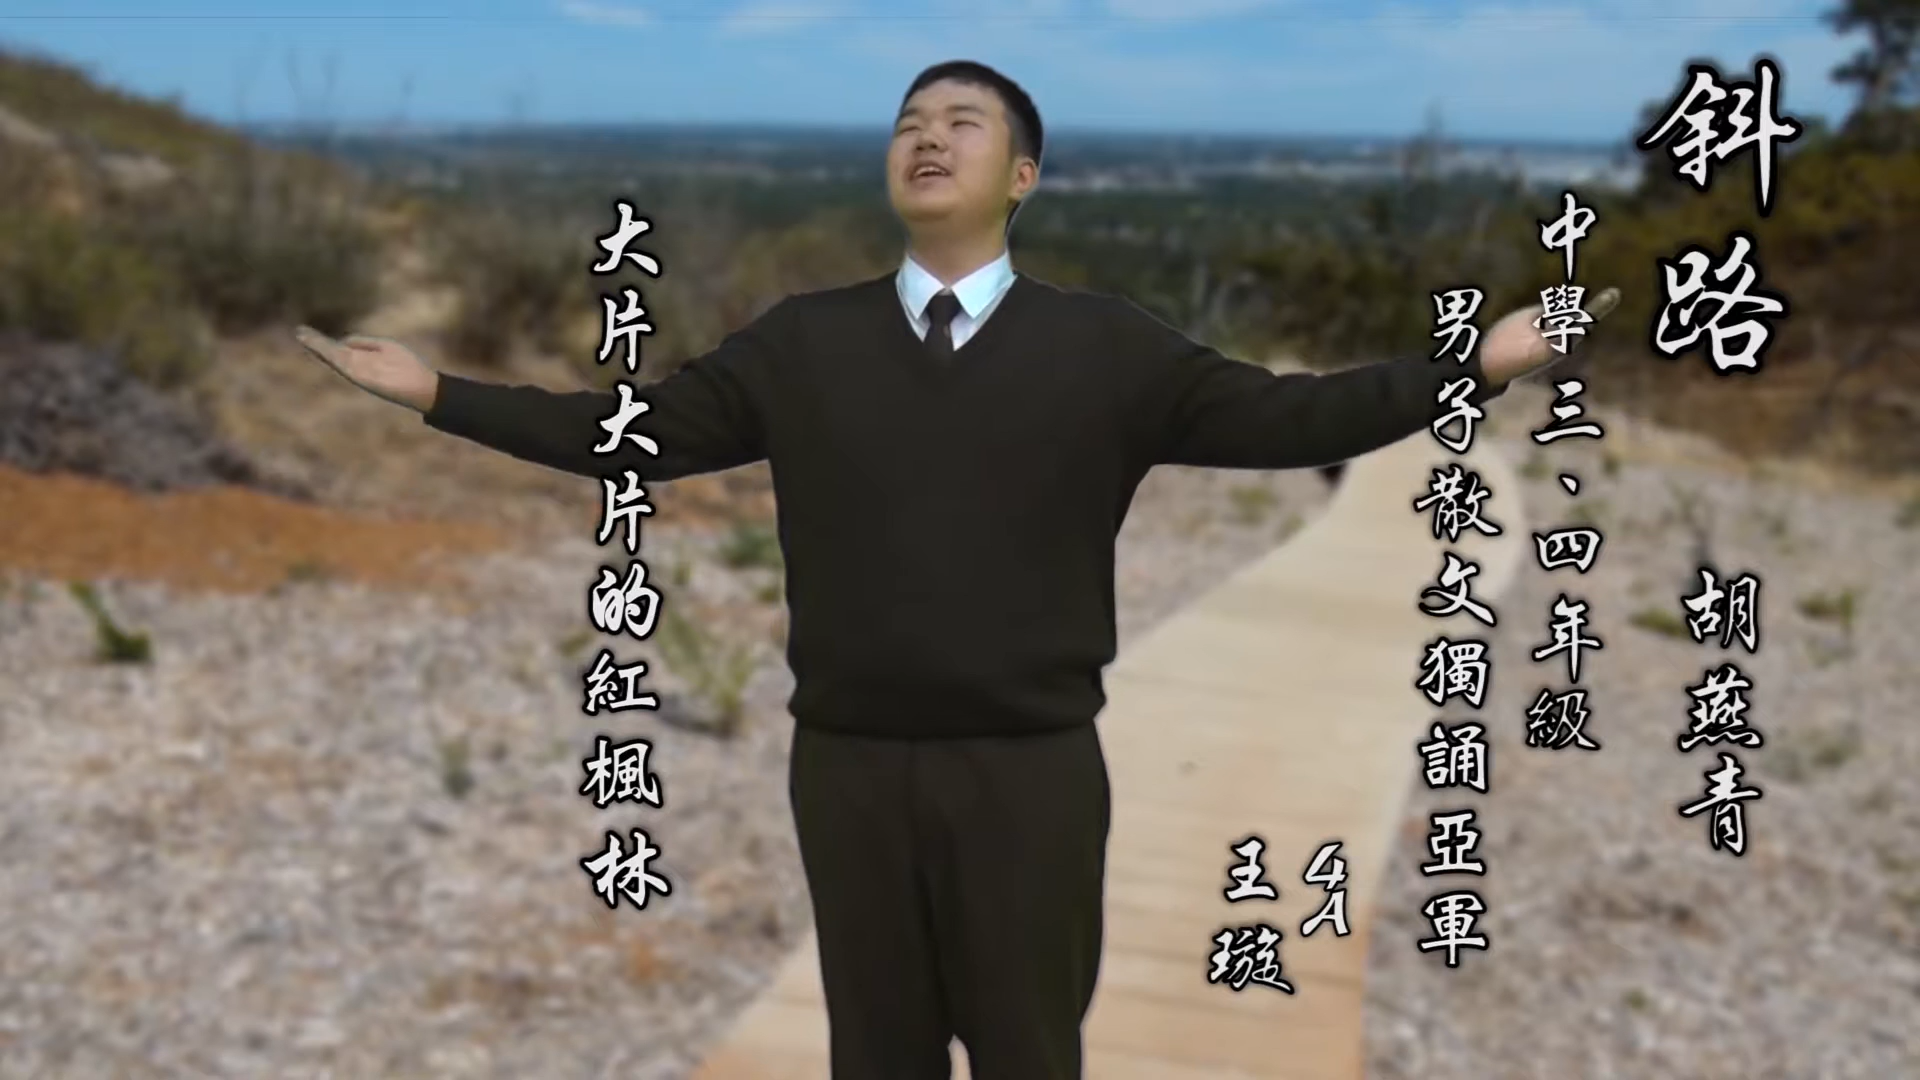 斜路
胡燕青
中學三、四年級
男子散文獨誦亞軍
4A
王璇
大片大片的紅楓林